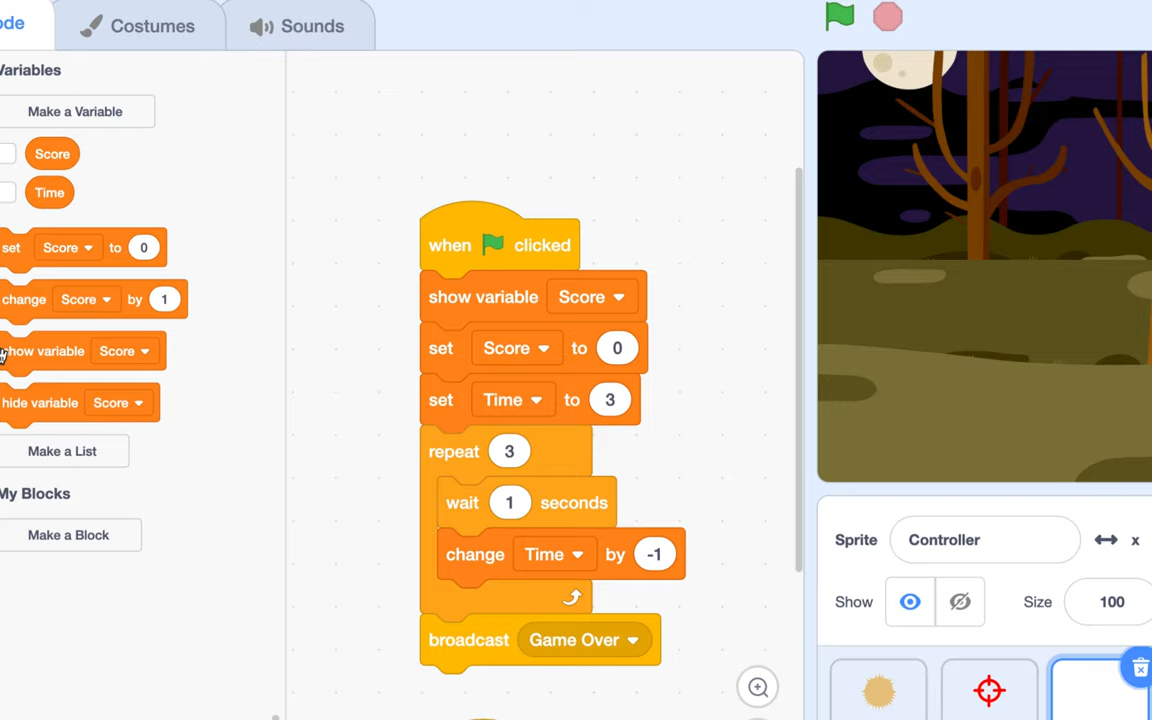 ode
Costumes
Sounds
Variables
Make a Variable
Score
Time
set Score to 0
change Score by 1
show variable Score
hide variable Score
Make a List
My Blocks
Make a Block
when clicked
show variable Score
set Score to 0
set Time to 3
repeat 3
wait 1 seconds
change Time by -1
broadcast Game Over
Sprite Controller x
Show Size 100